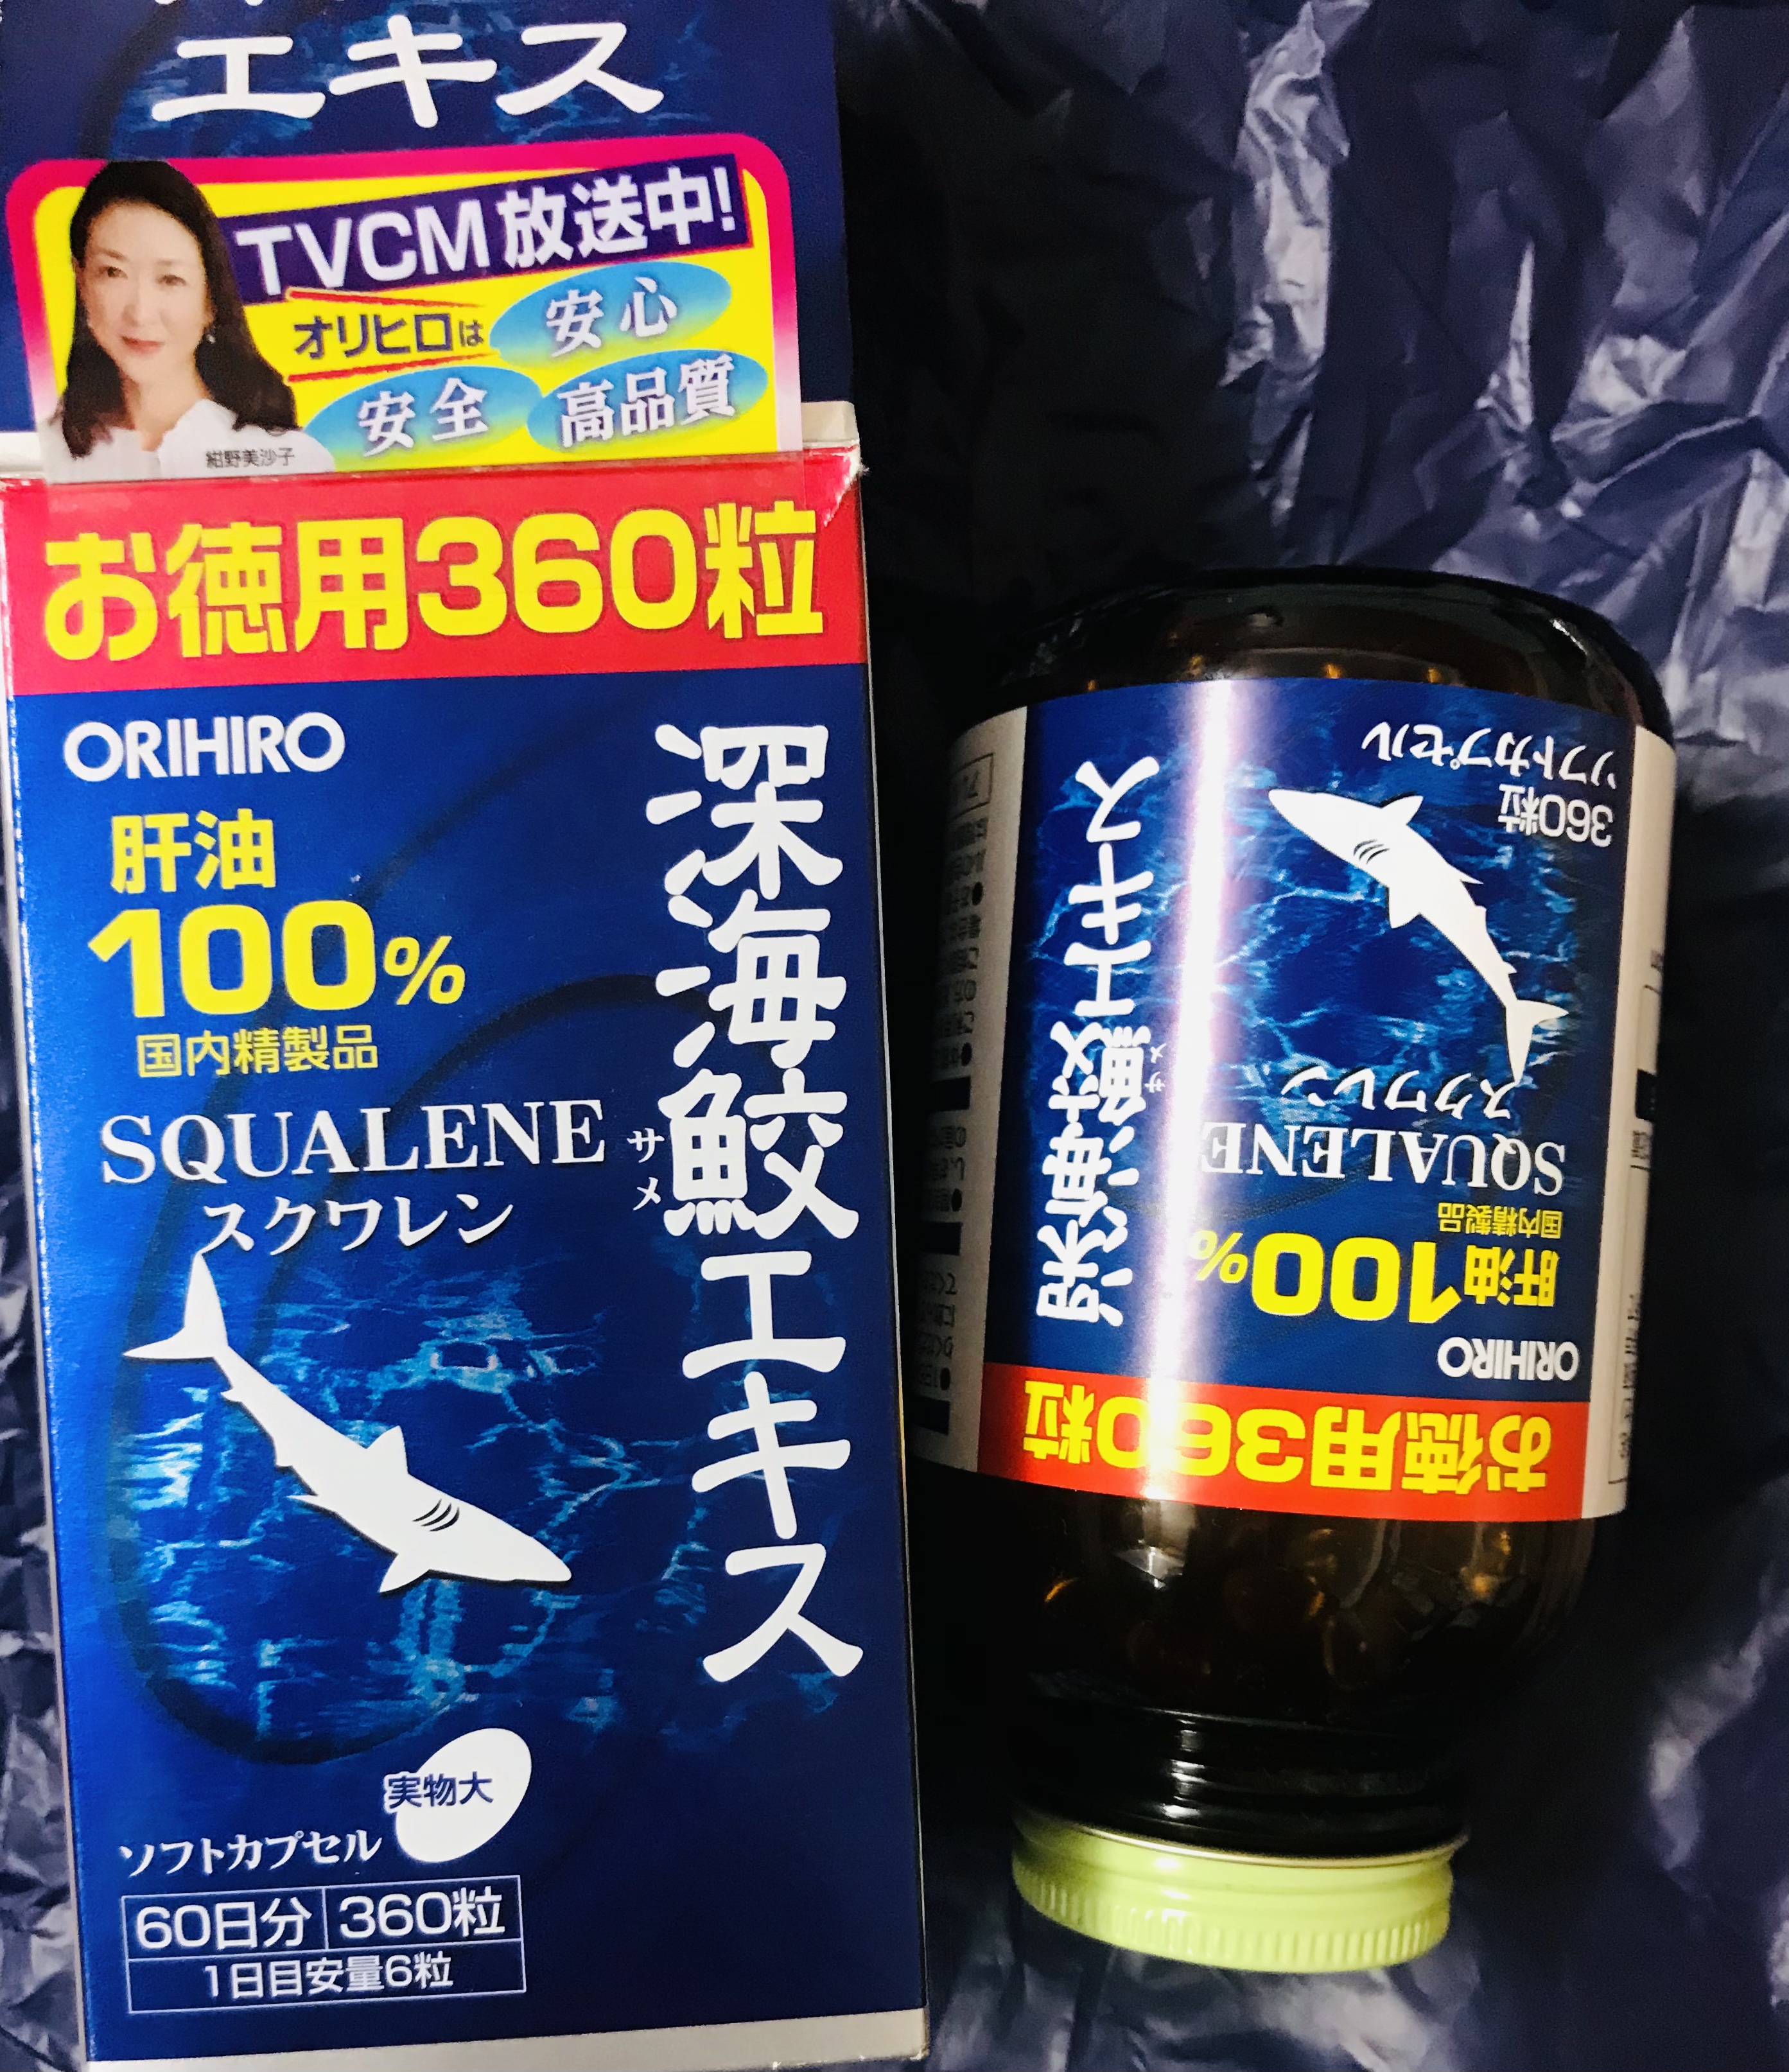 エキス
TVCM放送中!
オリヒロは
安心
安全
高品質
紺野美沙子
お徳用360粒
ORIHIRO
肝油
100%
国内精製品
SQUALENE
スクワレン
深海鮫エキス
サメ
実物大
ソフトカプセル
60日分
360粒
1日目安量6粒
お徳用360粒
ORIHIRO
肝油100%
国内精製品
SQUALENE
スクワレン
深海鮫エキス
サメ
360粒
ソフトカプセル